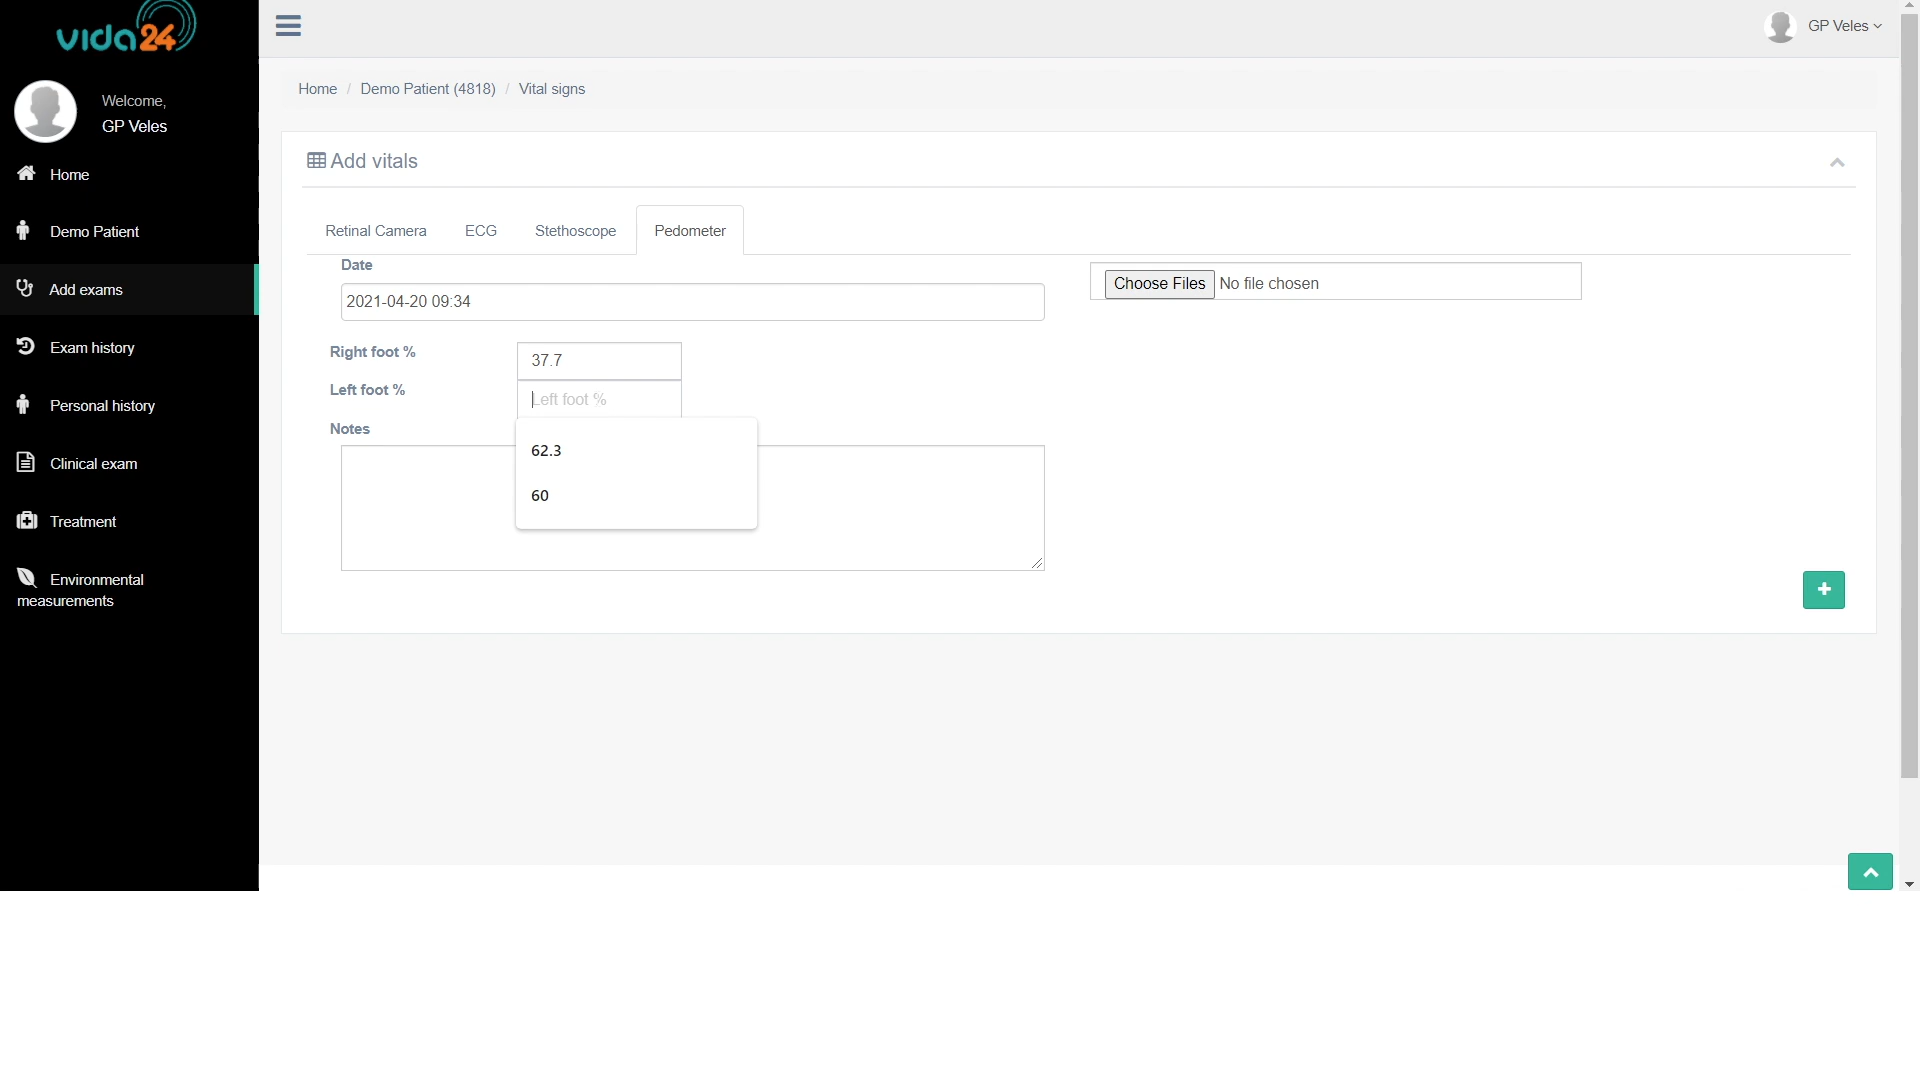 vida24
GP Veles
Welcome,
GP Veles
Home / Demo Patient (4818) / Vital signs
Home
Demo Patient
Add exams
Exam history
Personal history
Clinical exam
Treatment
Environmental
measurements
Add vitals
Retinal Camera ECG Stethoscope Pedometer
Date
2021-04-20 09:34
Choose Files No file chosen
Right foot % 37.7
Left foot % Left foot %
62.3
60
Notes